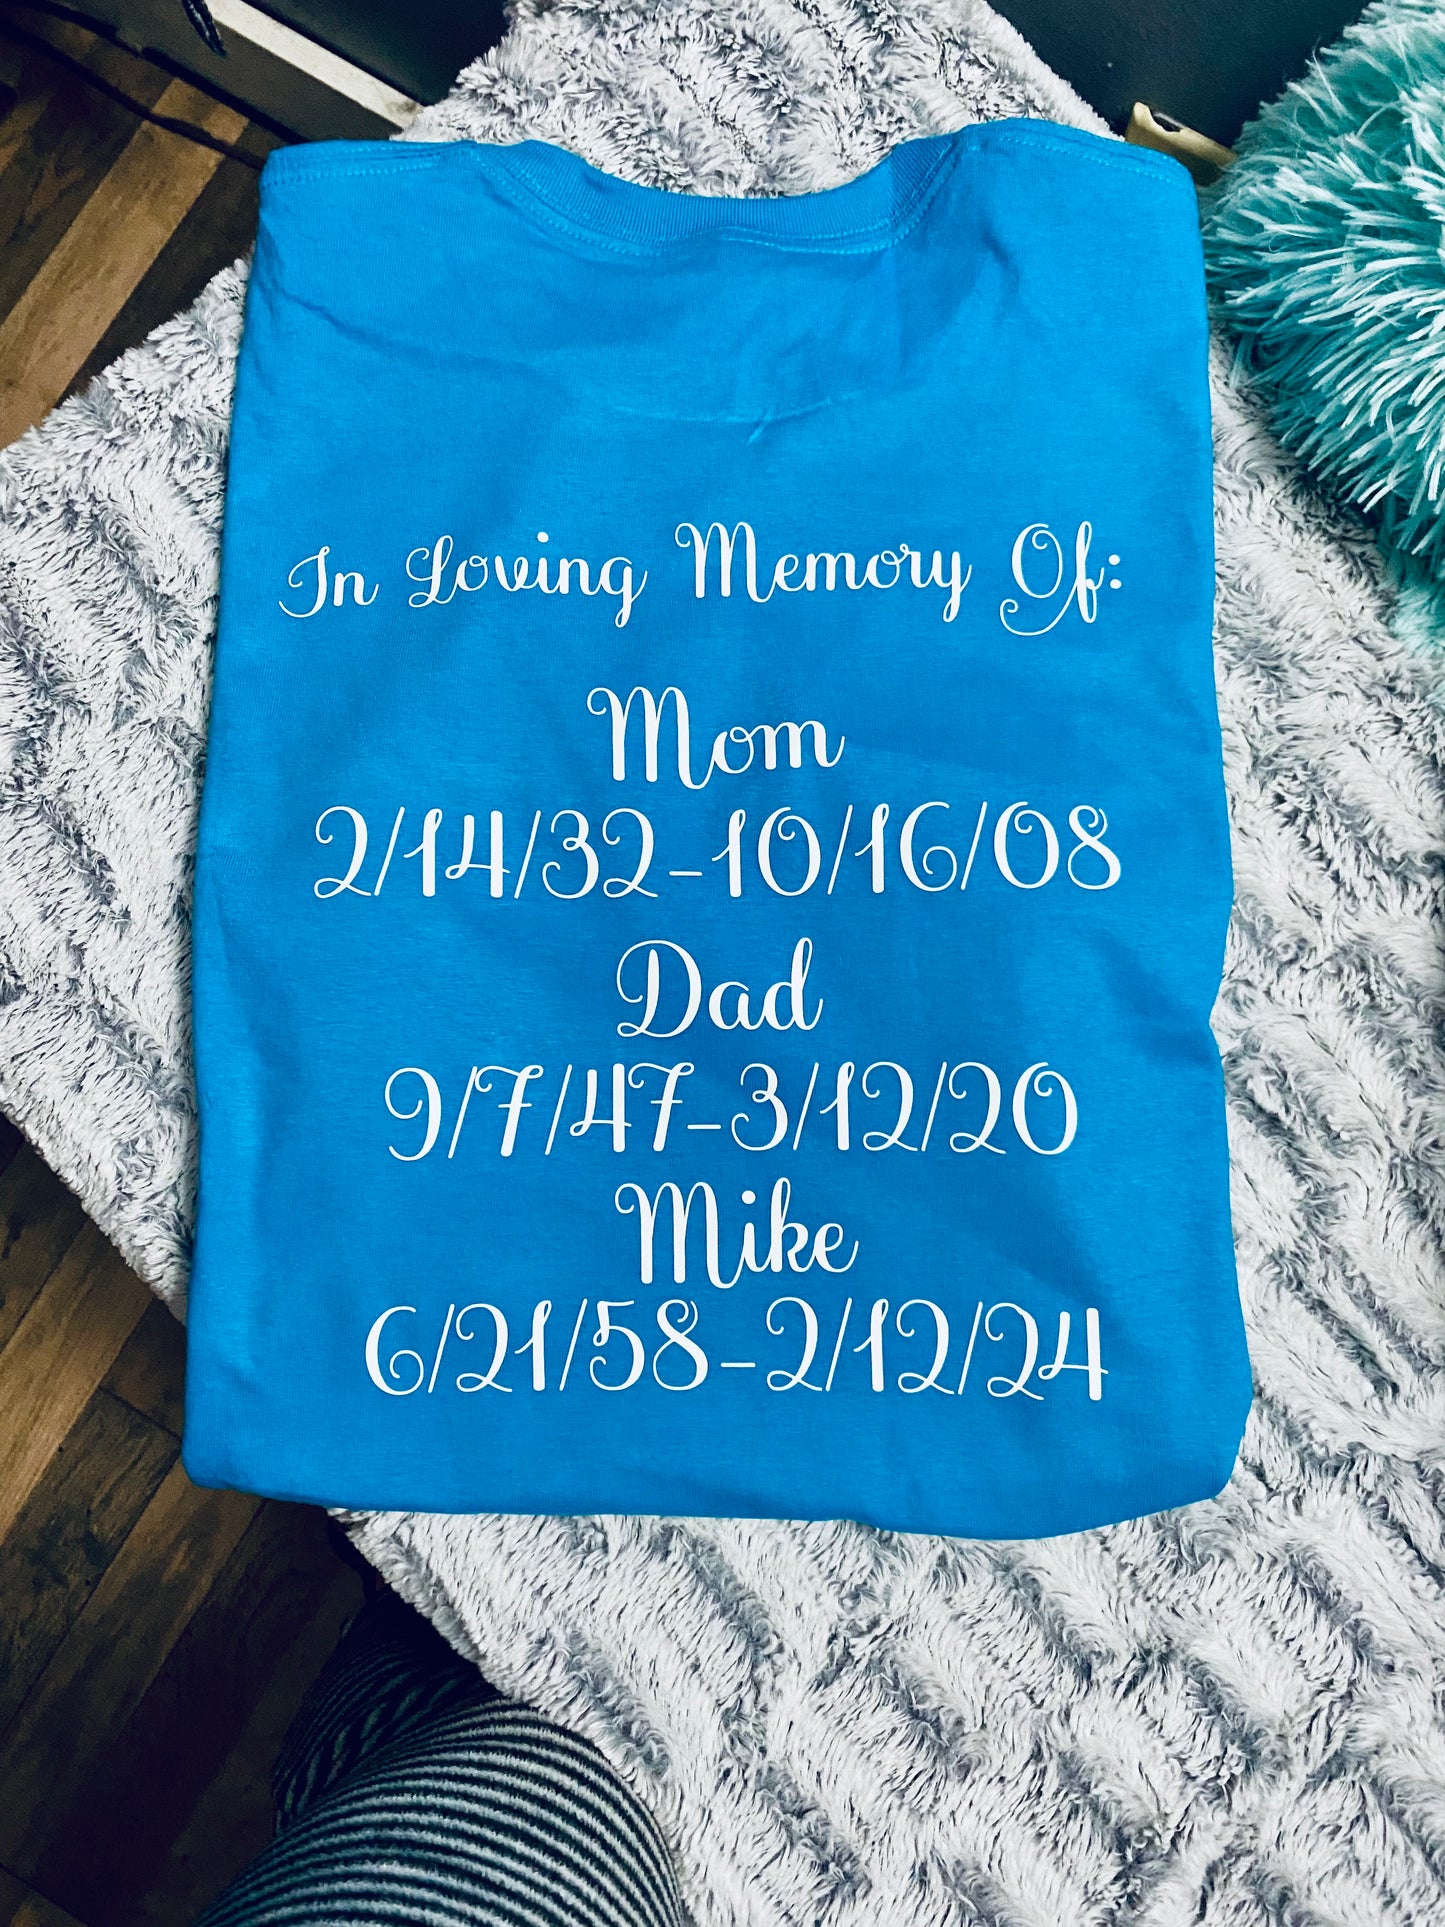 In Loving Memory Of:
Mom
2/14/32-10/16/08
Dad
9/7/47-3/12/20
Mike
6/21/58-2/12/24